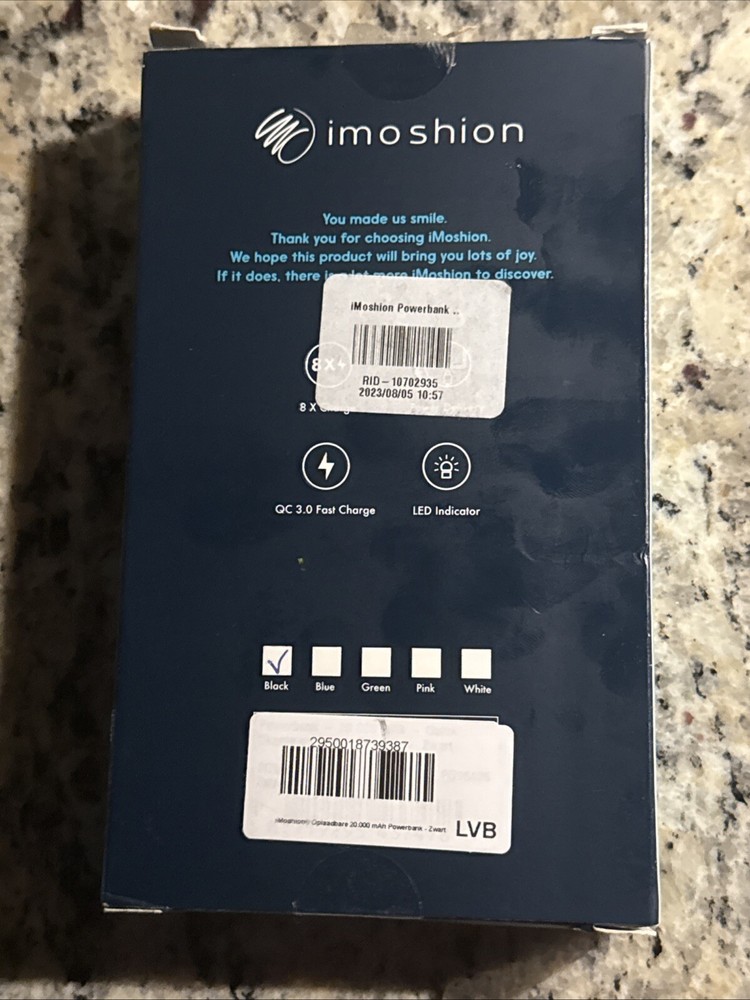 imoshion
You made us smile.
Thank you for choosing iMoshion.
We hope this product will bring you lots of joy.
If it does, there is a lot more iMoshion to discover.
iMoshion Powerbank ..
RID - 10702935
2023/08/05 10:57
8X
8 X
QC 3.0 Fast Charge
LED Indicator
Black
Blue
Green
Pink
White
2950018739387
iMoshion® Oplaadbare 20.000 mAh Powerbank - Zwart
LVB